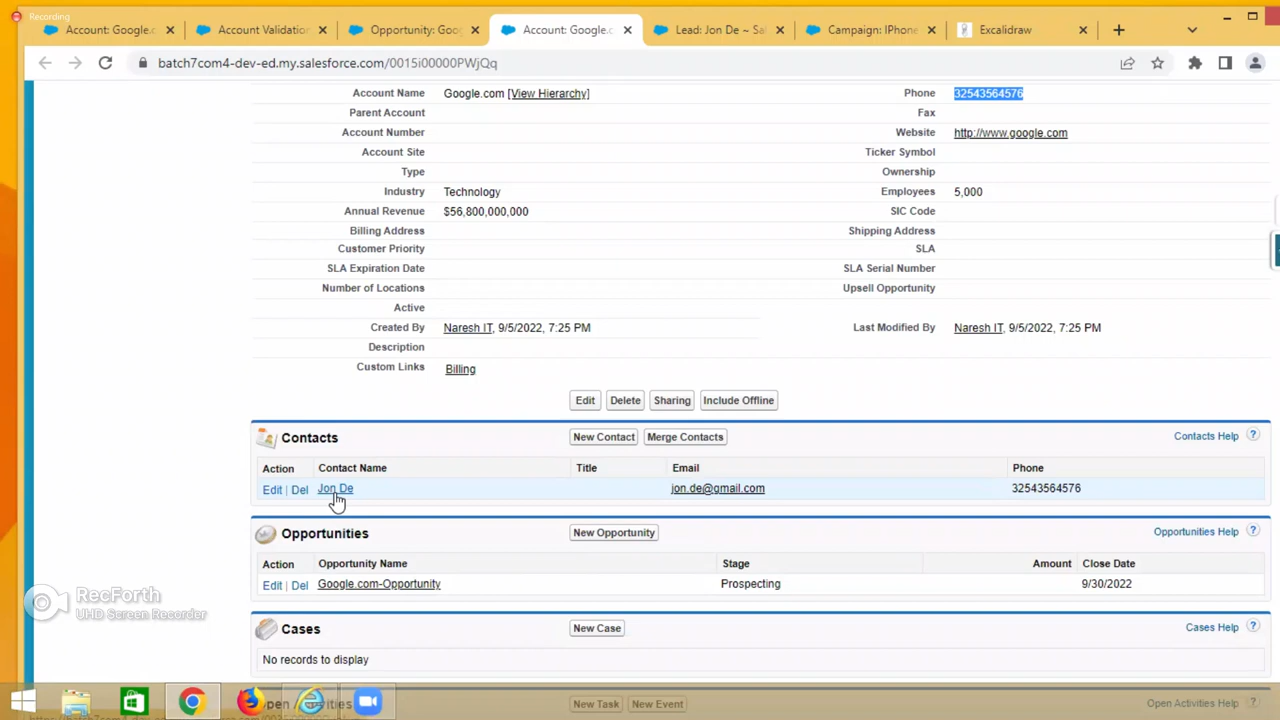 Recording
Account: Google.c
Account Validation
Opportunity: Goog
Account: Google.c
Lead: Jon De ~ Sal
Campaign: IPhone
Excalidraw
batch7com4-dev-ed.my.salesforce.com/0015i00000PWjQq
Account Name Google.com [View Hierarchy] Phone 32543564576
Parent Account Fax
Account Number Website http://www.google.com
Account Site Ticker Symbol
Type Ownership
Industry Technology Employees 5,000
Annual Revenue $56,800,000,000 SIC Code
Billing Address Shipping Address
Customer Priority SLA
SLA Expiration Date SLA Serial Number
Number of Locations Upsell Opportunity
Active
Created By Naresh IT, 9/5/2022, 7:25 PM Last Modified By Naresh IT, 9/5/2022, 7:25 PM
Description
Custom Links Billing
Edit Delete Sharing Include Offline
Contacts New Contact Merge Contacts Contacts Help ?
Action Contact Name Title Email Phone
Edit | Del Jon De jon.de@gmail.com 32543564576
Opportunities New Opportunity Opportunities Help ?
Action Opportunity Name Stage Amount Close Date
Edit | Del Google.com-Opportunity Prospecting 9/30/2022
RecForth
UHD Screen Recorder
Cases New Case Cases Help ?
No records to display
New Task New Event Open Activities Help ?